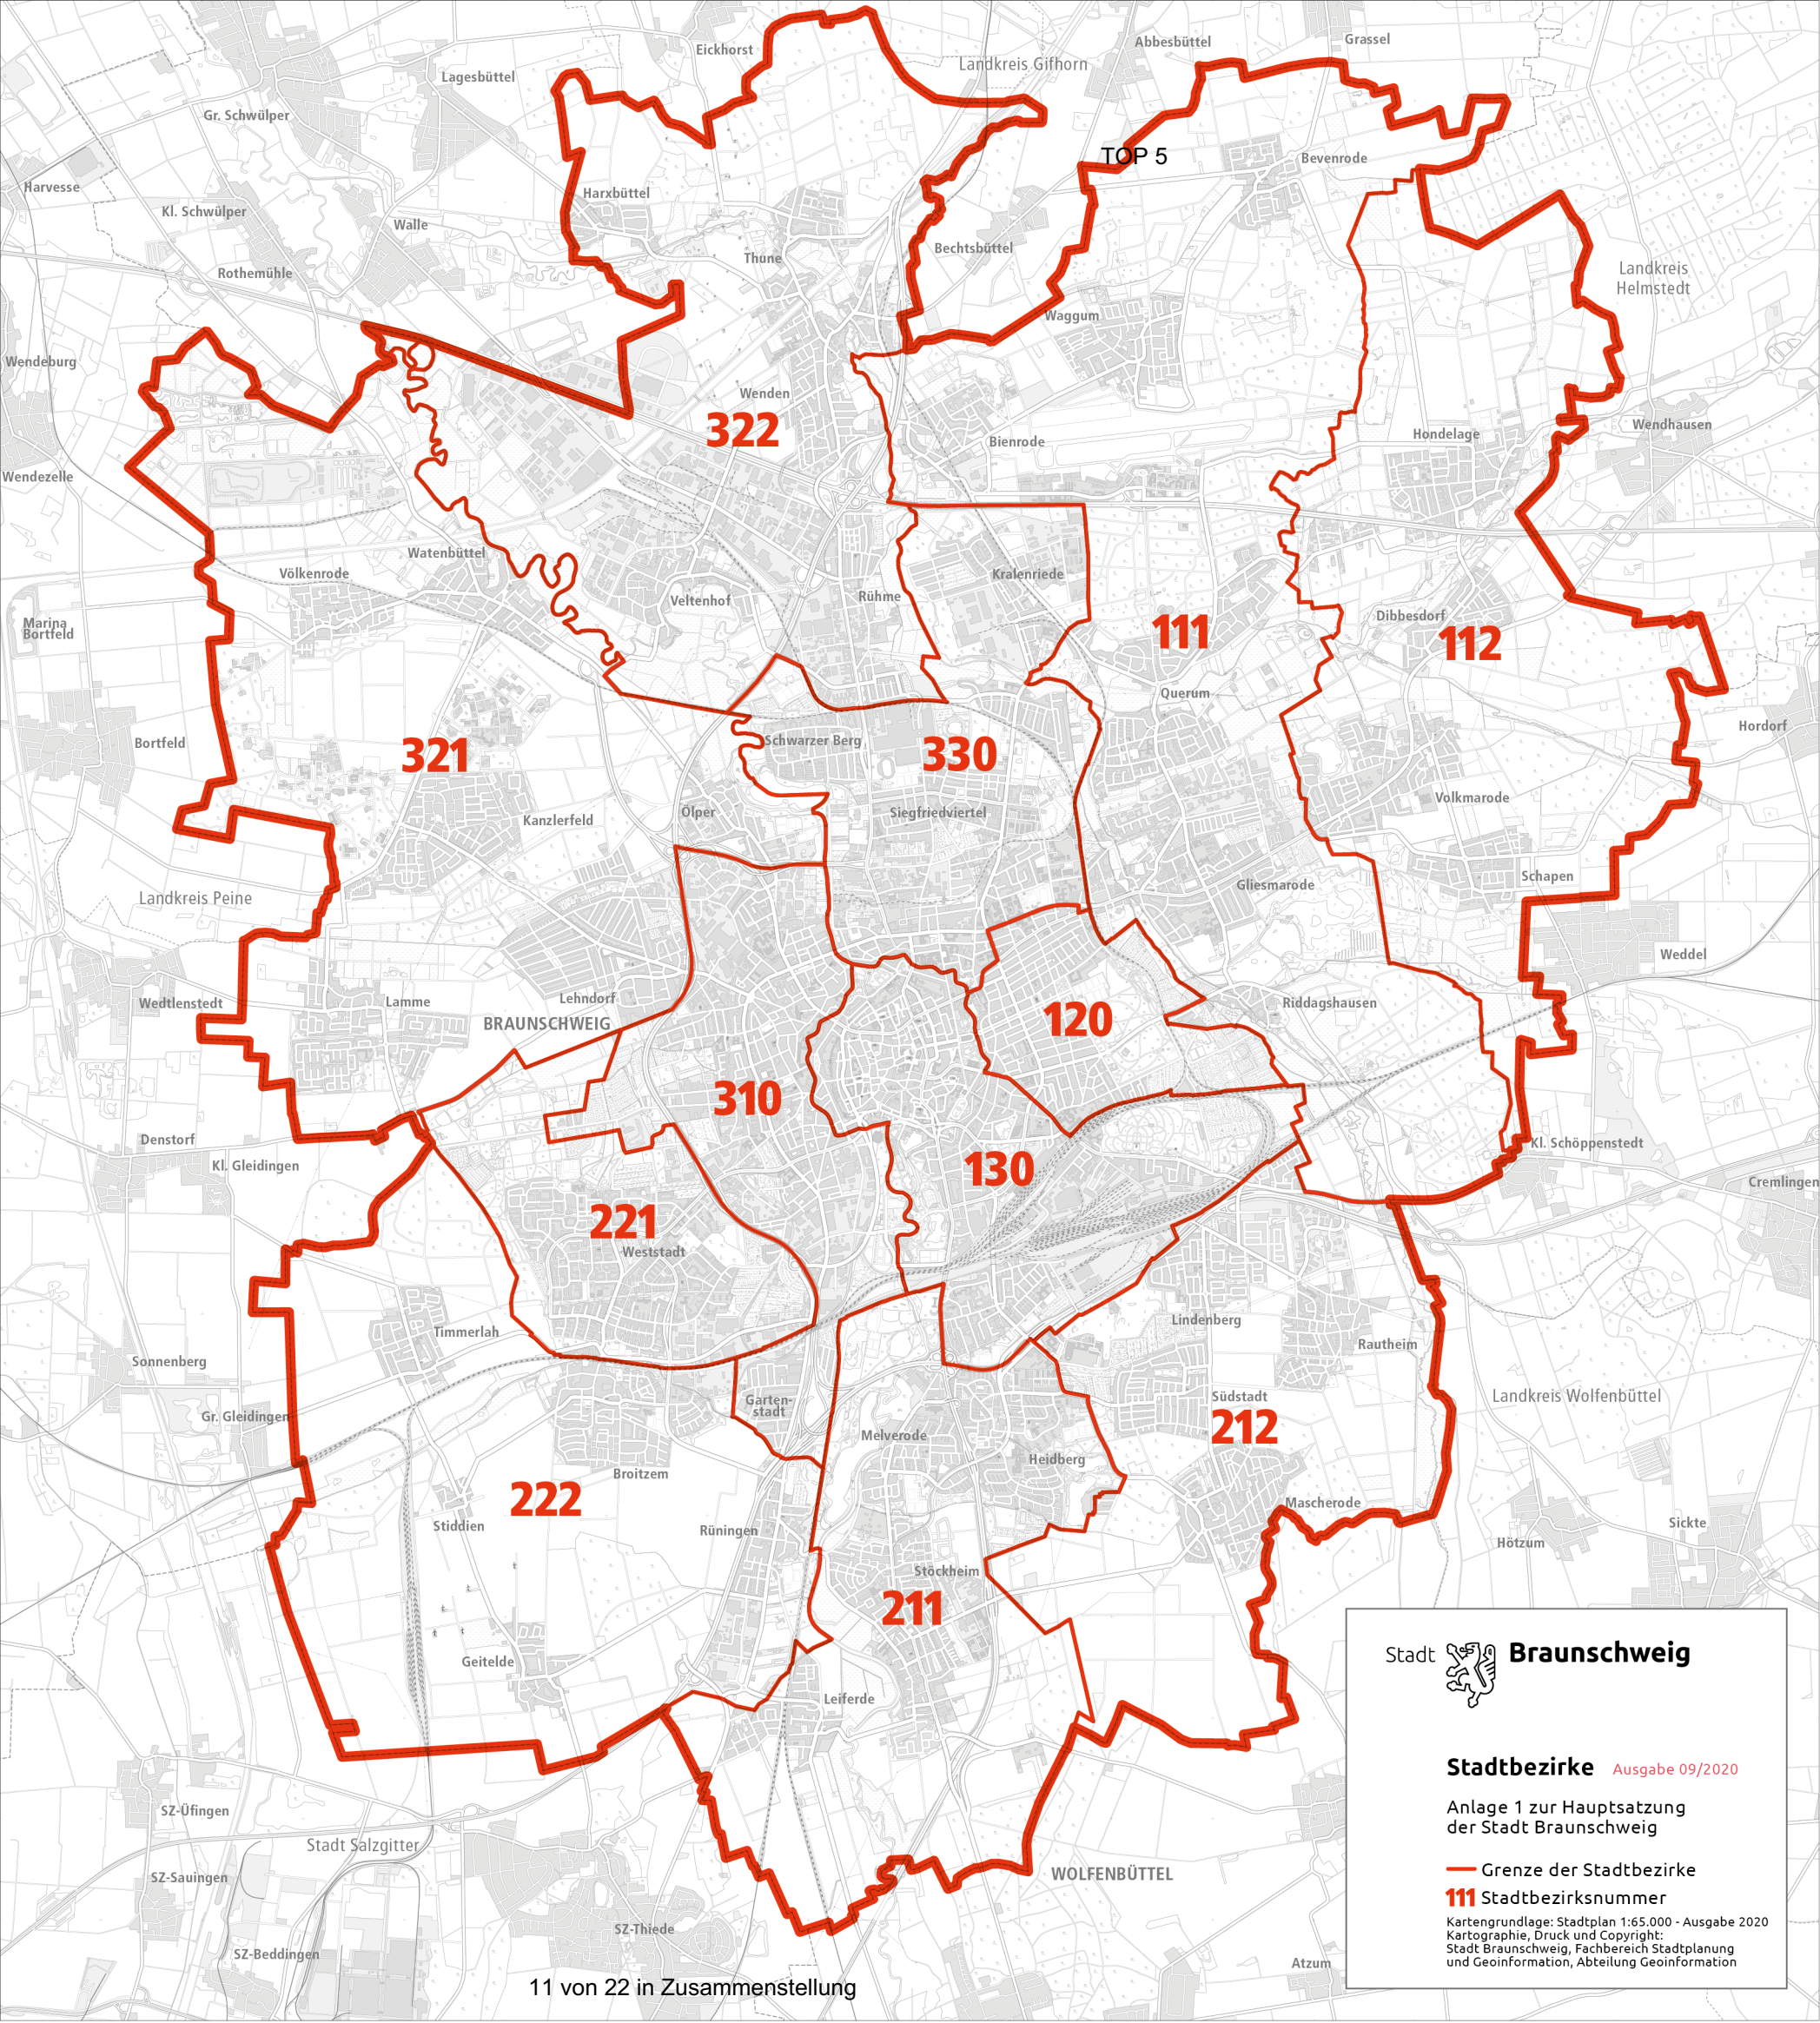 Eickhorst
Abbesbüttel
Grassel
Landkreis Gifhorn
Lagesbüttel
Gr. Schwülper
TOP 5
Bevenrode
Harvesse
Harxbüttel
Kl. Schwülper
Walle
Bechtsbüttel
Thune
Rothemühle
Landkreis
Helmstedt
Waggum
Wendeburg
Wenden
322
Bienrode
Hondelage
Wendhausen
Wendezelle
Watenbüttel
Völkenrode
Kralenriede
Veltenhof
Rühme
Dibbesdorf
Marina
Bortfeld
111
112
Querum
Hordorf
Bortfeld
Schwarzer Berg
321
330
Volkmarode
Ölper
Kanzlerfeld
Siegfriedviertel
Schapen
Gliesmarode
Landkreis Peine
Weddel
Wedtlenstedt
Lamme
Lehndorf
Riddagshausen
BRAUNSCHWEIG
120
310
Denstorf
Kl. Schöppenstedt
Kl. Gleidingen
130
Cremlingen
221
Weststadt
Lindenberg
Timmerlah
Rautheim
Sonnenberg
Landkreis Wolfenbüttel
Südstadt
Garten-
stadt
Gr. Gleidingen
212
Melverode
Heidberg
Broitzem
222
Mascherode
Stiddien
Rüningen
Sickte
Hötzum
Stöckheim
211
Geitelde
Leiferde
Stadt Braunschweig
Stadtbezirke Ausgabe 09/2020
Anlage 1 zur Hauptsatzung
der Stadt Braunschweig
Grenze der Stadtbezirke
111 Stadtbezirksnummer
Kartengrundlage: Stadtplan 1:65.000 - Ausgabe 2020
Kartographie, Druck und Copyright:
Stadt Braunschweig, Fachbereich Stadtplanung
und Geoinformation, Abteilung Geoinformation
SZ-Üfingen
Stadt Salzgitter
WOLFENBÜTTEL
SZ-Sauingen
SZ-Thiede
SZ-Beddingen
Atzum
11 von 22 in Zusammenstellung